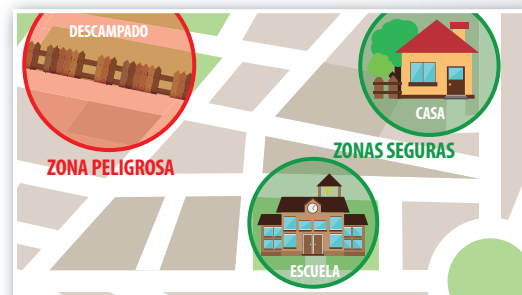 DESCAMPADO
CASA
ZONAS SEGURAS
ZONA PELIGROSA
ESCUELA